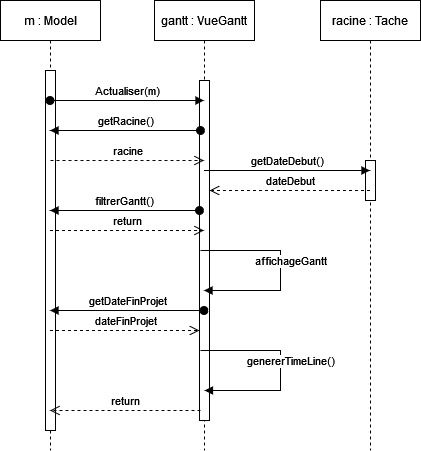 m : Model
gantt : VueGantt
racine : Tache
Actualiser(m)
getRacine()
racine
getDateDebut()
dateDebut
filtrerGantt()
return
affichageGantt
getDateFinProjet
dateFinProjet
genererTimeLine()
return